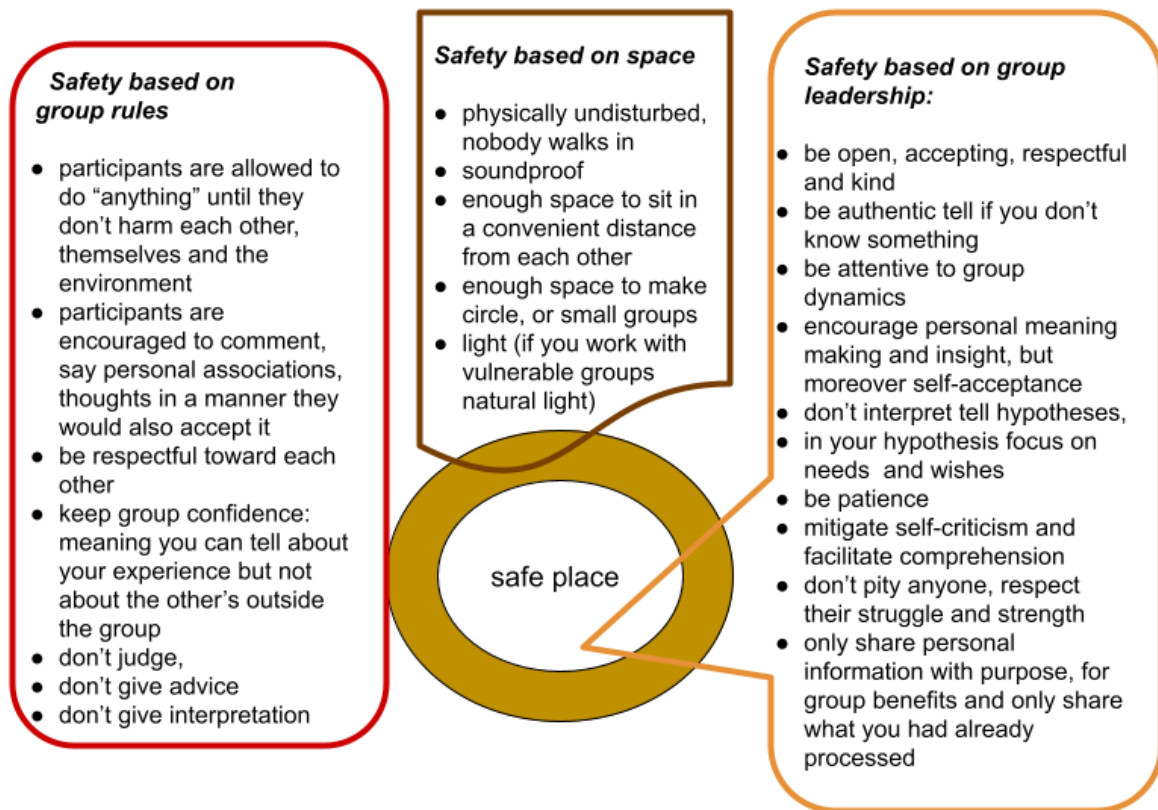 Safety based on
group rules
● participants are allowed to
do “anything” until they
don’t harm each other,
themselves and the
environment
● participants are
encouraged to comment,
say personal associations,
thoughts in a manner they
would also accept it
● be respectful toward each
other
● keep group confidence:
meaning you can tell about
your experience but not
about the other’s outside
the group
● don’t judge,
● don’t give advice
● don’t give interpretation
Safety based on space
● physically undisturbed,
nobody walks in
● soundproof
● enough space to sit in
a convenient distance
from each other
● enough space to make
circle, or small groups
● light (if you work with
vulnerable groups
natural light)
safe place
Safety based on group
leadership:
● be open, accepting, respectful
and kind
● be authentic tell if you don’t
know something
● be attentive to group
dynamics
● encourage personal meaning
making and insight, but
moreover self-acceptance
● don’t interpret tell hypotheses,
● in your hypothesis focus on
needs and wishes
● be patience
● mitigate self-criticism and
facilitate comprehension
● don’t pity anyone, respect
their struggle and strength
● only share personal
information with purpose, for
group benefits and only share
what you had already
processed